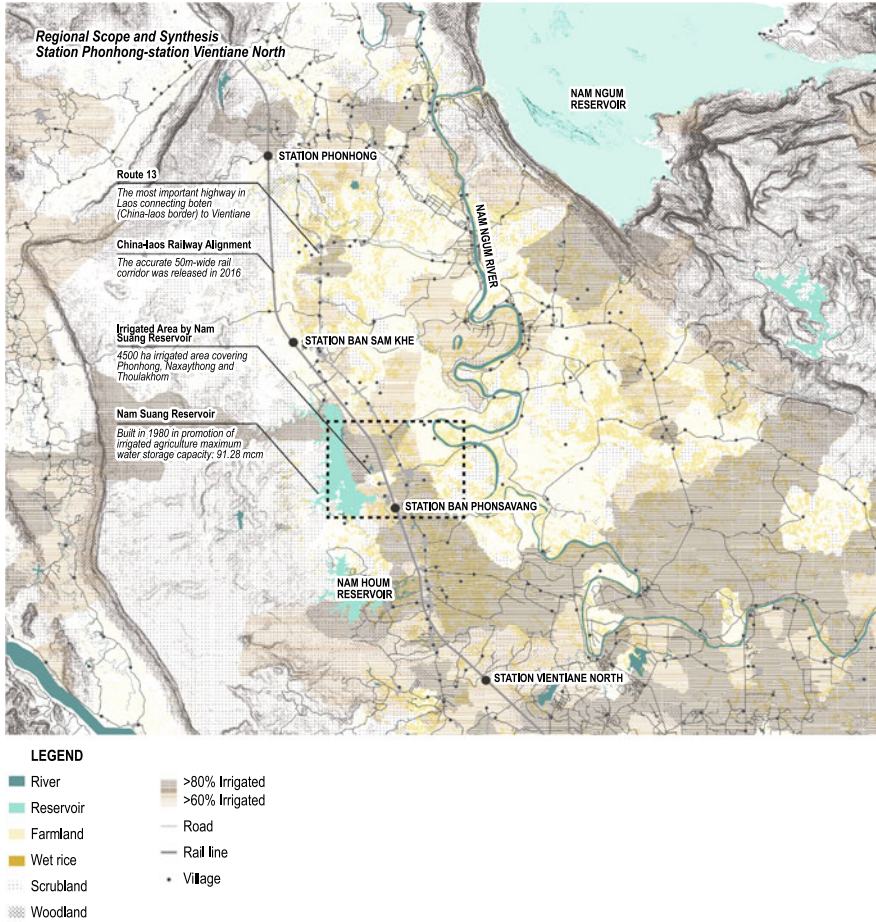 Regional Scope and Synthesis
Station Phonhong-station Vientiane North
NAM NGUM
RESERVOIR
STATION PHONHONG
Route 13
The most important highway in
Laos connecting boten
(China-laos border) to Vientiane
NAM NGUM RIVER
China-laos Railway Alignment
The accurate 50m-wide rail
corridor was released in 2016
Irrigated Area by Nam
Suang Reservoir
STATION BAN SAM KHE
4500 ha irrigated area covering
Phonhong, Naxaythong and
Thoulakhom
Nam Suang Reservoir
Built in 1980 in promotion of
irrigated agriculture maximum
water storage capacity: 91.28 mcm
STATION BAN PHONSAVANG
NAM HOUM
RESERVOIR
STATION VIENTIANE NORTH
LEGEND
River
Reservoir
Farmland
Wet rice
Scrubland
Woodland
>80% Irrigated
>60% Irrigated
Road
Rail line
Village